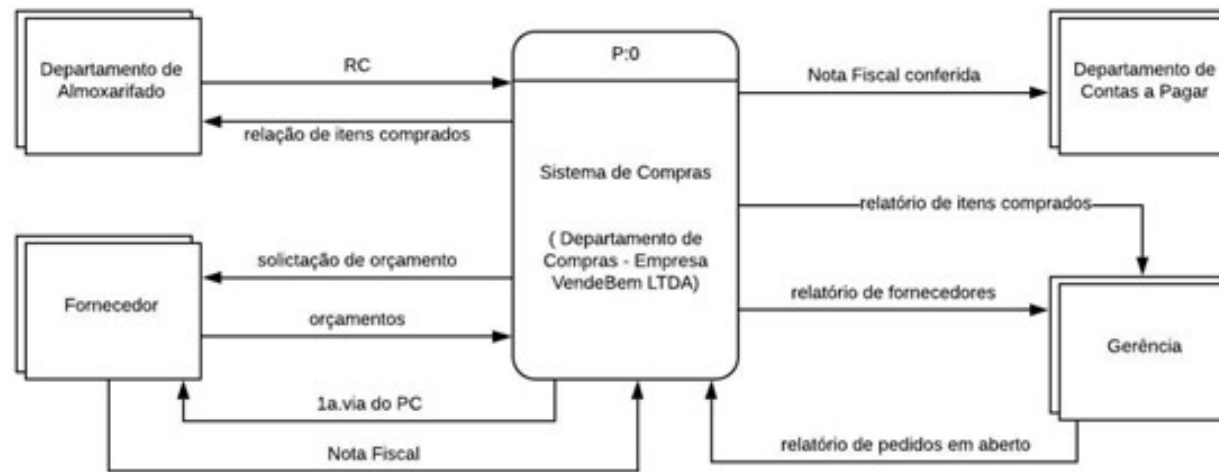 Departamento de
Almoxarifado
RC
relação de itens comprados
P:0
Sistema de Compras
( Departamento de
Compras - Empresa
VendeBem LTDA)
Nota Fiscal conferida
Departamento de
Contas a Pagar
relatório de itens comprados
Fornecedor
solictação de orçamento
orçamentos
relatório de fornecedores
Gerência
1a.via do PC
Nota Fiscal
relatório de pedidos em aberto